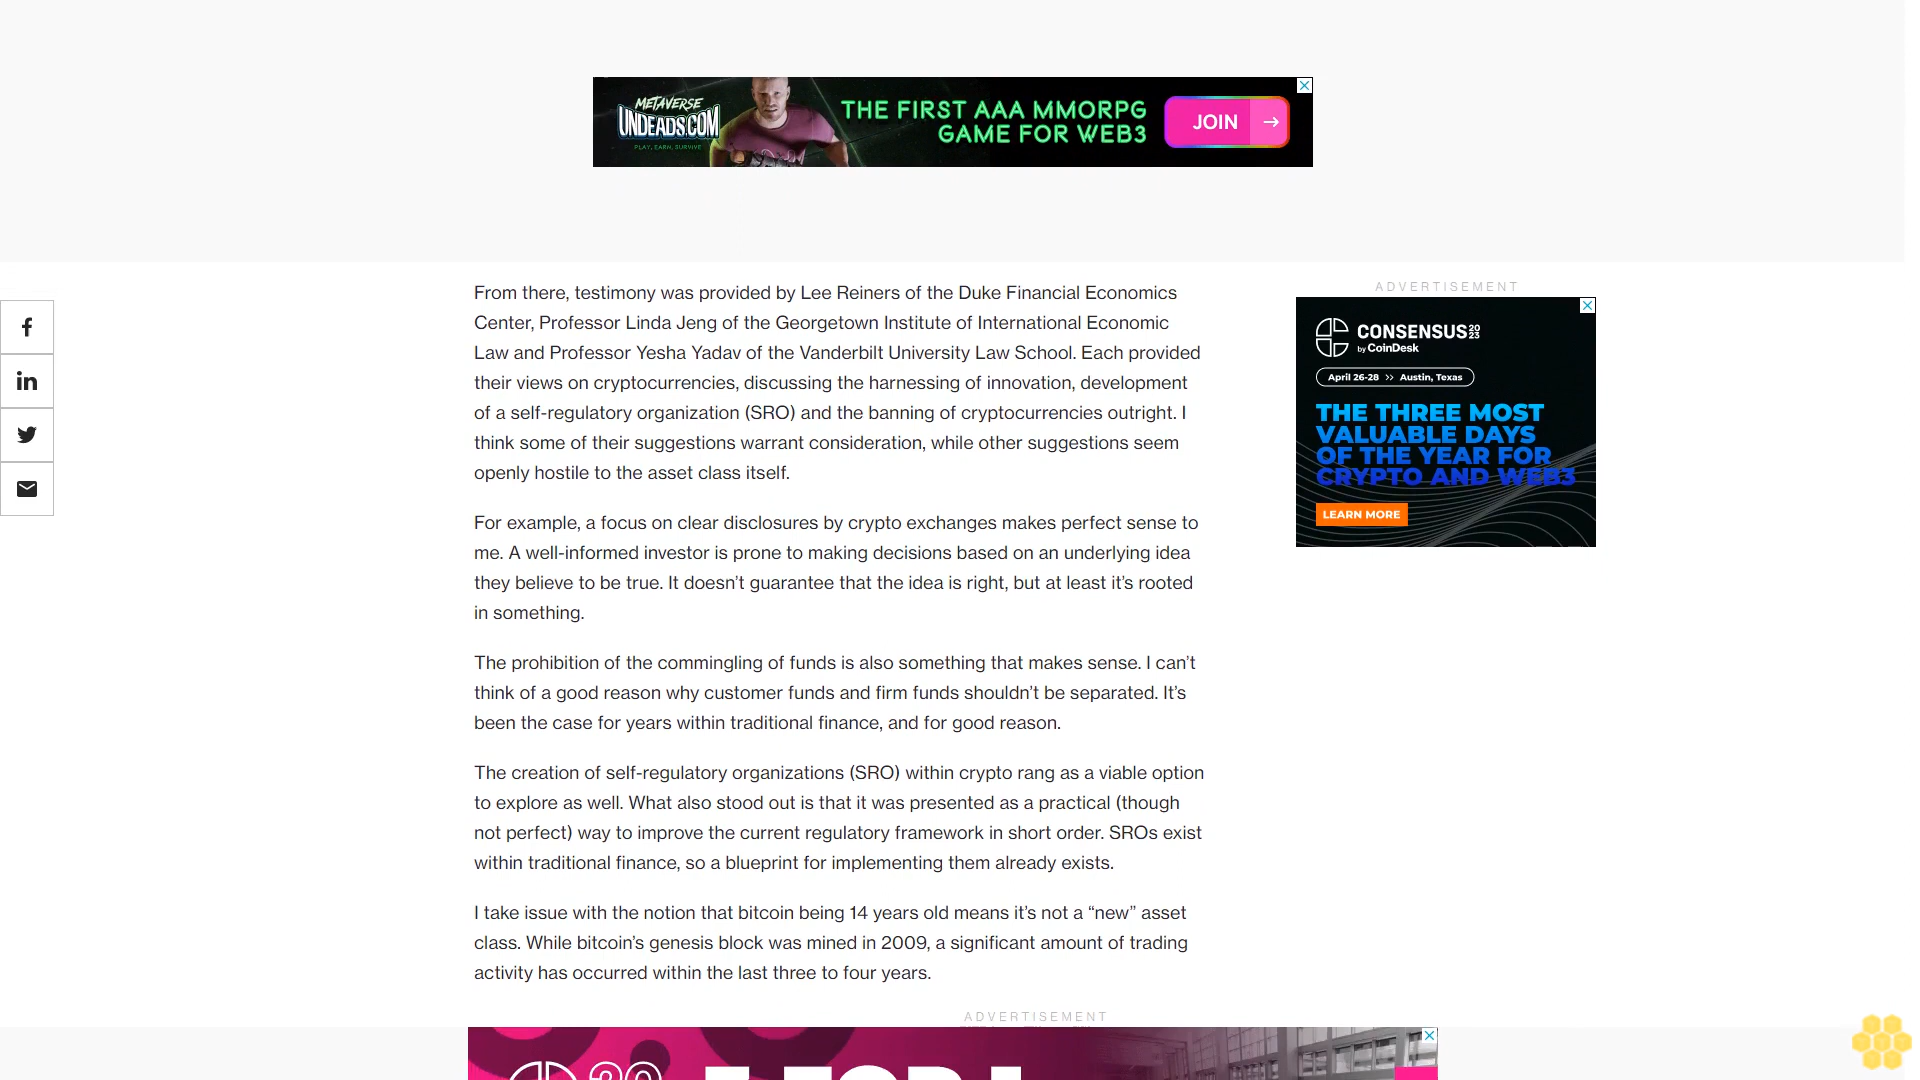 METAVERSE
UNDEADS.COM
PLAY, EARN, SURVIVE
THE FIRST AAA MMORPG
GAME FOR WEB3
JOIN →
From there, testimony was provided by Lee Reiners of the Duke Financial Economics
Center, Professor Linda Jeng of the Georgetown Institute of International Economic
Law and Professor Yesha Yadav of the Vanderbilt University Law School. Each provided
their views on cryptocurrencies, discussing the harnessing of innovation, development
of a self-regulatory organization (SRO) and the banning of cryptocurrencies outright. I
think some of their suggestions warrant consideration, while other suggestions seem
openly hostile to the asset class itself.
For example, a focus on clear disclosures by crypto exchanges makes perfect sense to
me. A well-informed investor is prone to making decisions based on an underlying idea
they believe to be true. It doesn’t guarantee that the idea is right, but at least it’s rooted
in something.
The prohibition of the commingling of funds is also something that makes sense. I can’t
think of a good reason why customer funds and firm funds shouldn’t be separated. It’s
been the case for years within traditional finance, and for good reason.
The creation of self-regulatory organizations (SRO) within crypto rang as a viable option
to explore as well. What also stood out is that it was presented as a practical (though
not perfect) way to improve the current regulatory framework in short order. SROs exist
within traditional finance, so a blueprint for implementing them already exists.
I take issue with the notion that bitcoin being 14 years old means it’s not a “new” asset
class. While bitcoin’s genesis block was mined in 2009, a significant amount of trading
activity has occurred within the last three to four years.
ADVERTISEMENT
CONSENSUS 2023
by CoinDesk
April 26-28 >> Austin, Texas
THE THREE MOST
VALUABLE DAYS
OF THE YEAR FOR
CRYPTO AND WEB3
LEARN MORE
ADVERTISEMENT
20